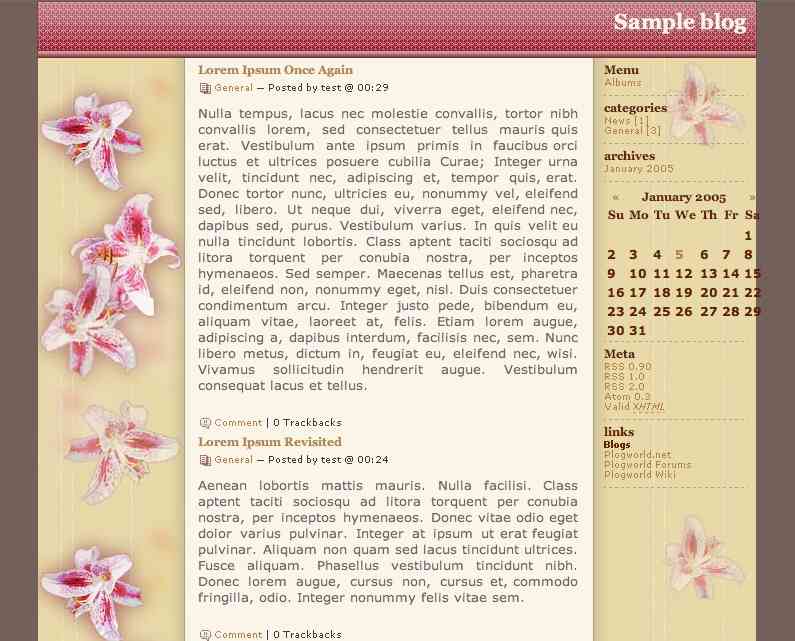 Sample blog
Lorem Ipsum Once Again
General — Posted by test @ 00:29
Nulla tempus, lacus nec molestie convallis, tortor nibh
convallis lorem, sed consectetuer tellus mauris quis
erat. Vestibulum ante ipsum primis in faucibus orci
luctus et ultrices posuere cubilia Curae; Integer urna
velit, tincidunt nec, adipiscing et, tempor quis, erat.
Donec tortor nunc, ultricies eu, nonummy vel, eleifend
sed, libero. Ut neque dui, viverra eget, eleifend nec,
dapibus sed, purus. Vestibulum varius. In quis velit eu
nulla tincidunt lobortis. Class aptent taciti sociosqu ad
litora torquent per conubia nostra, per inceptos
hymenaeos. Sed semper. Maecenas tellus est, pharetra
id, eleifend non, nonummy eget, nisl. Duis consectetuer
condimentum arcu. Integer justo pede, bibendum eu,
aliquam vitae, laoreet at, felis. Etiam lorem augue,
adipiscing a, dapibus interdum, facilisis nec, sem. Nunc
libero metus, dictum in, feugiat eu, eleifend nec, wisi.
Vivamus sollicitudin hendrerit augue. Vestibulum
consequat lacus et tellus.
Comment | 0 Trackbacks
Lorem Ipsum Revisited
General — Posted by test @ 00:24
Aenean lobortis mattis mauris. Nulla facilisi. Class
aptent taciti sociosqu ad litora torquent per conubia
nostra, per inceptos hymenaeos. Donec vitae odio eget
dolor varius pulvinar. Integer at ipsum ut erat feugiat
pulvinar. Aliquam non quam sed lacus tincidunt ultrices.
Fusce aliquam. Phasellus vestibulum tincidunt nibh.
Donec lorem augue, cursus non, cursus et, commodo
fringilla, odio. Integer nonummy felis vitae sem.
Comment | 0 Trackbacks
Menu
Albums
categories
News [1]
General [3]
archives
January 2005
« January 2005 »
Su Mo Tu We Th Fr Sa
1
2 3 4 5 6 7 8
9 10 11 12 13 14 15
16 17 18 19 20 21 22
23 24 25 26 27 28 29
30 31
Meta
RSS 0.90
RSS 1.0
RSS 2.0
Atom 0.3
Valid XHTML
links
Blogs
Plogworld.net
Plogworld Forums
Plogworld Wiki